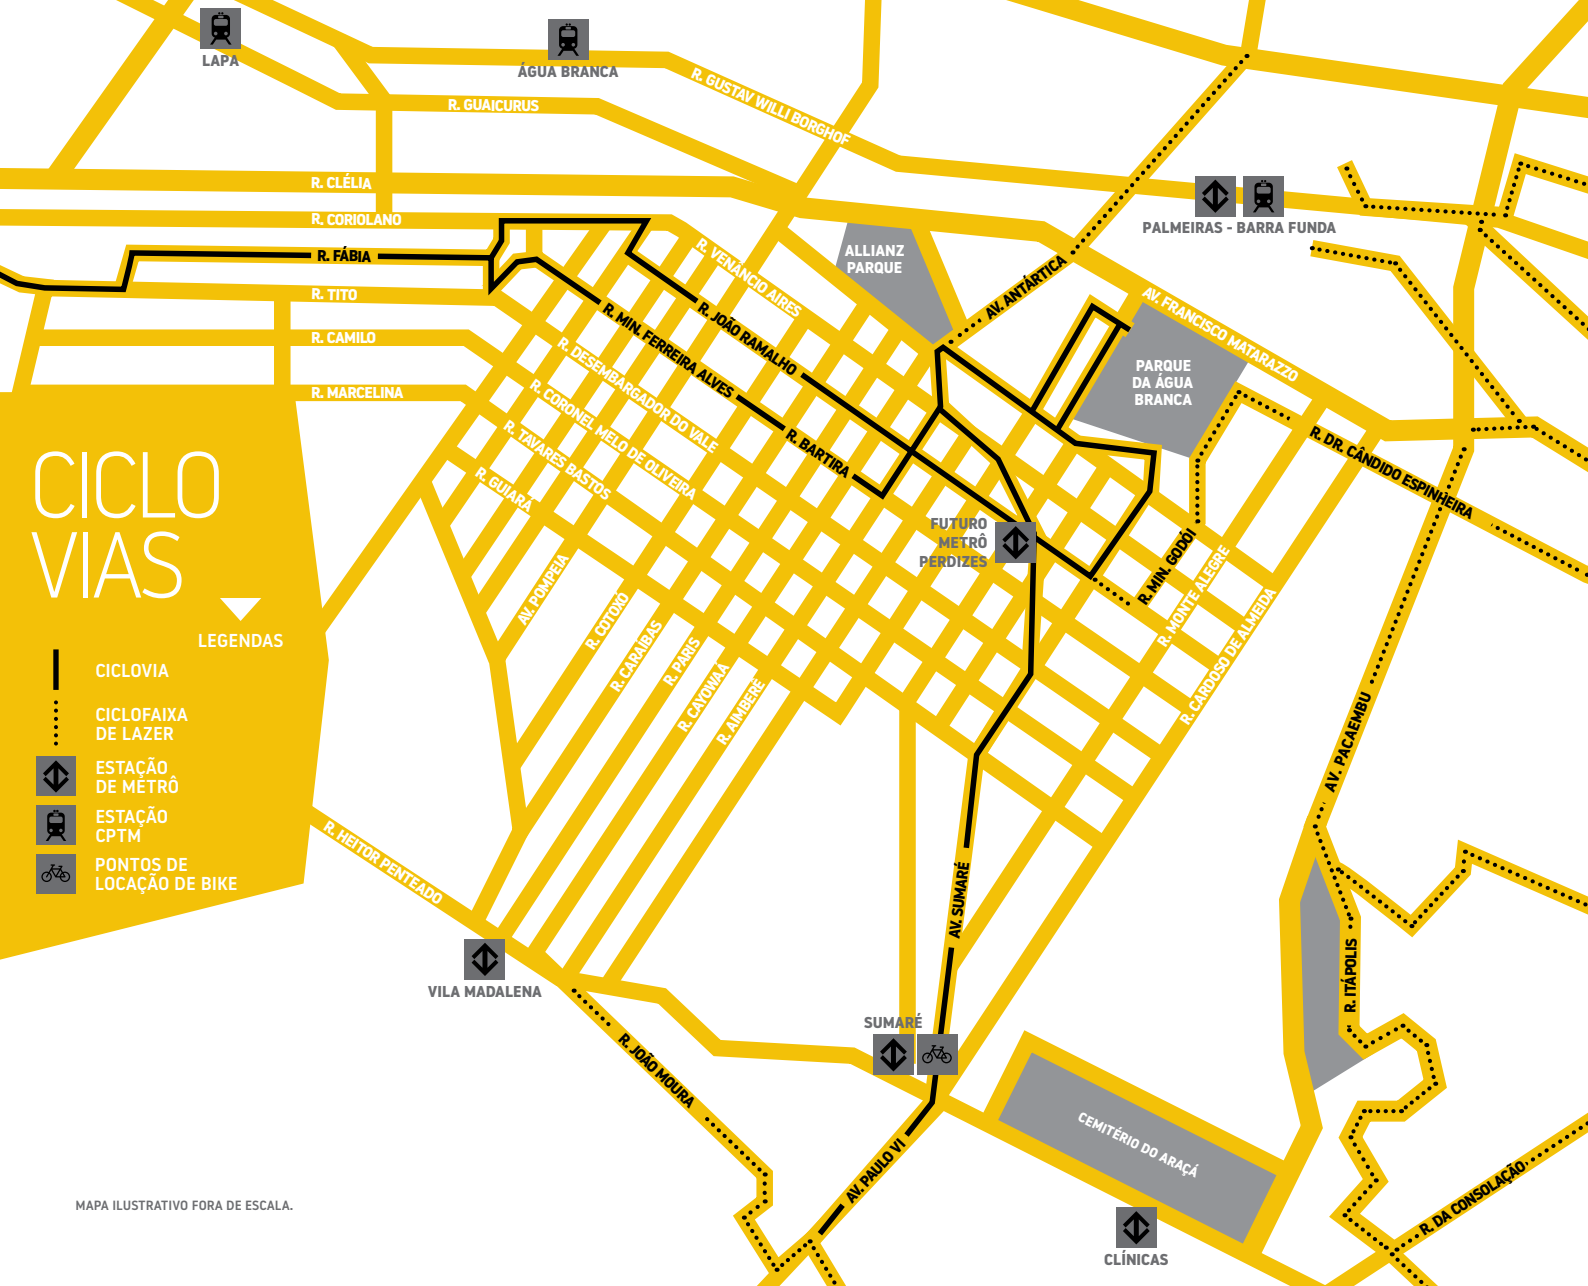 LAPA
ÁGUA BRANCA
R. GUSTAV WILLI BORGHOF
R. GUAICURUS
R. CLÉLIA
R. CORIOLANO
R. FÁBIA
R. TITO
R. CAMILO
R. MARCELINA
PALMEIRAS - BARRA FUNDA
ALLIANZ
PARQUE
R. VENÂNCIO AIRES
AV. ANTÁRTICA
AV. FRANCISCO MATARAZZO
R. JOÃO RAMALHO
R. MIN. FERREIRA ALVES
R. DESEMBARGADOR DO VALE
R. CORONEL MELO DE OLIVEIRA
R. TAVARES BASTOS
R. GUIARÁ
R. BARTIRA
PARQUE
DA ÁGUA
BRANCA
R. DR. CÂNDIDO ESPINHEIRA
FUTURO
METRÔ
PERDIZES
R. MIN. GODÓI
R. MONTE ALEGRE
R. CARDOSO DE ALMEIDA
AV. POMPEIA
R. COTOXÓ
R. CARAÍBAS
R. PARIS
R. CAYOWAÁ
R. AIMBERÊ
AV. PACAEMBU
CICLO
VIAS
LEGENDAS
CICLOVIA
CICLOFAIXA
DE LAZER
ESTAÇÃO
DE METRÔ
ESTAÇÃO
CPTM
PONTOS DE
LOCAÇÃO DE BIKE
R. HEITOR PENTEADO
AV. SUMARÉ
R. ITÁPOLIS
VILA MADALENA
SUMARÉ
R. JOÃO MOURA
CEMITÉRIO DO ARAÇÁ
AV. PAULO VI
R. DA CONSOLAÇÃO
CLÍNICAS
MAPA ILUSTRATIVO FORA DE ESCALA.